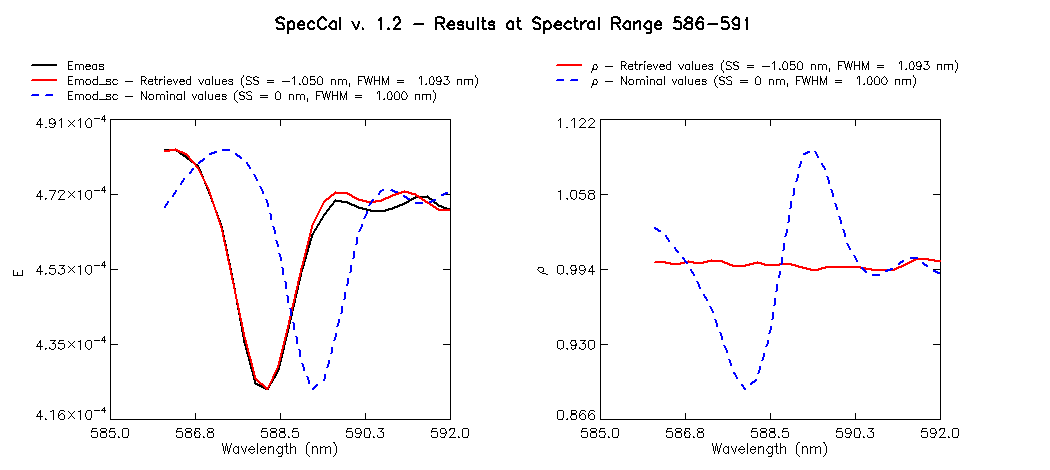 SpecCal v. 1.2 – Results at Spectral Range 586–591
Emeas
Emod_sc – Retrieved values (SS = –1.050 nm, FWHM = 1.093 nm)
Emod_sc – Nominal values (SS = 0 nm, FWHM = 1.000 nm)
4.91×10⁻⁴
4.72×10⁻⁴
4.53×10⁻⁴
4.35×10⁻⁴
4.16×10⁻⁴
E
585.0 586.8 588.5 590.3 592.0
Wavelength (nm)
ρ – Retrieved values (SS = –1.050 nm, FWHM = 1.093 nm)
ρ – Nominal values (SS = 0 nm, FWHM = 1.000 nm)
1.122
1.058
0.994
0.930
0.866
ρ
585.0 586.8 588.5 590.3 592.0
Wavelength (nm)